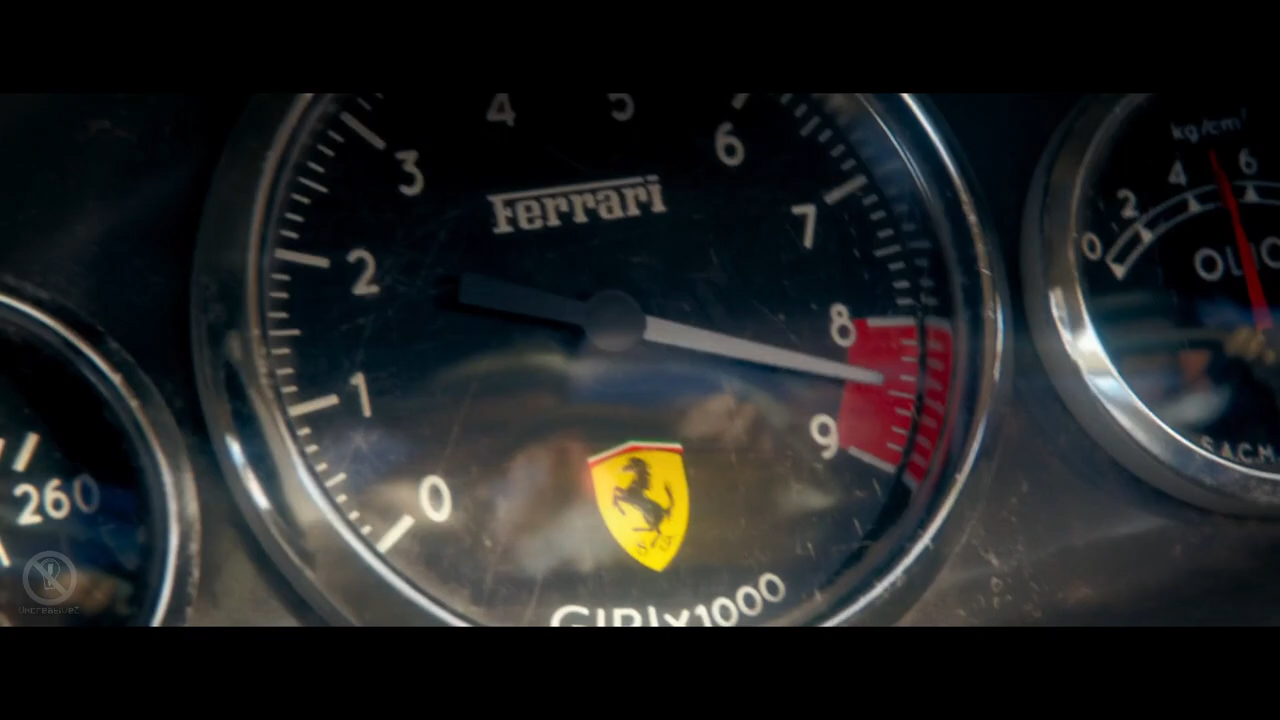 4 5
kg/cm²
3 6
4 6
Ferrari
2
7
0
2
OLIO
8
1
9
0
S.A.C.M.
260
S F
GIRI x1000
UncreasiveZ